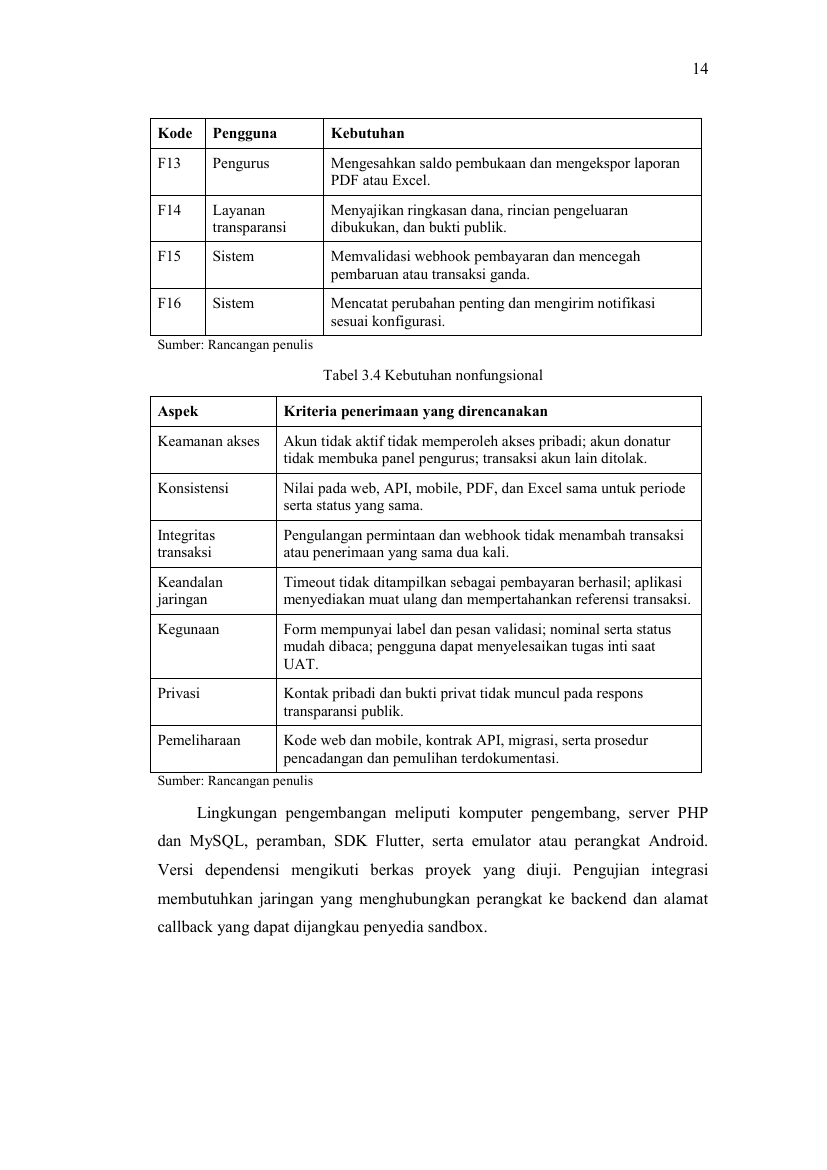 14
Kode Pengguna Kebutuhan
F13 Pengurus Mengesahkan saldo pembukaan dan mengekspor laporan
PDF atau Excel.
F14 Layanan Menyajikan ringkasan dana, rincian pengeluaran
transparansi dibukukan, dan bukti publik.
F15 Sistem Memvalidasi webhook pembayaran dan mencegah
pembaruan atau transaksi ganda.
F16 Sistem Mencatat perubahan penting dan mengirim notifikasi
sesuai konfigurasi.
Sumber: Rancangan penulis
Tabel 3.4 Kebutuhan nonfungsional
Aspek Kriteria penerimaan yang direncanakan
Keamanan akses Akun tidak aktif tidak memperoleh akses pribadi; akun donatur
tidak membuka panel pengurus; transaksi akun lain ditolak.
Konsistensi Nilai pada web, API, mobile, PDF, dan Excel sama untuk periode
serta status yang sama.
Integritas Pengulangan permintaan dan webhook tidak menambah transaksi
transaksi atau penerimaan yang sama dua kali.
Keandalan Timeout tidak ditampilkan sebagai pembayaran berhasil; aplikasi
jaringan menyediakan muat ulang dan mempertahankan referensi transaksi.
Kegunaan Form mempunyai label dan pesan validasi; nominal serta status
mudah dibaca; pengguna dapat menyelesaikan tugas inti saat
UAT.
Privasi Kontak pribadi dan bukti privat tidak muncul pada respons
transparansi publik.
Pemeliharaan Kode web dan mobile, kontrak API, migrasi, serta prosedur
pencadangan dan pemulihan terdokumentasi.
Sumber: Rancangan penulis
Lingkungan pengembangan meliputi komputer pengembang, server PHP
dan MySQL, peramban, SDK Flutter, serta emulator atau perangkat Android.
Versi dependensi mengikuti berkas proyek yang diuji. Pengujian integrasi
membutuhkan jaringan yang menghubungkan perangkat ke backend dan alamat
callback yang dapat dijangkau penyedia sandbox.